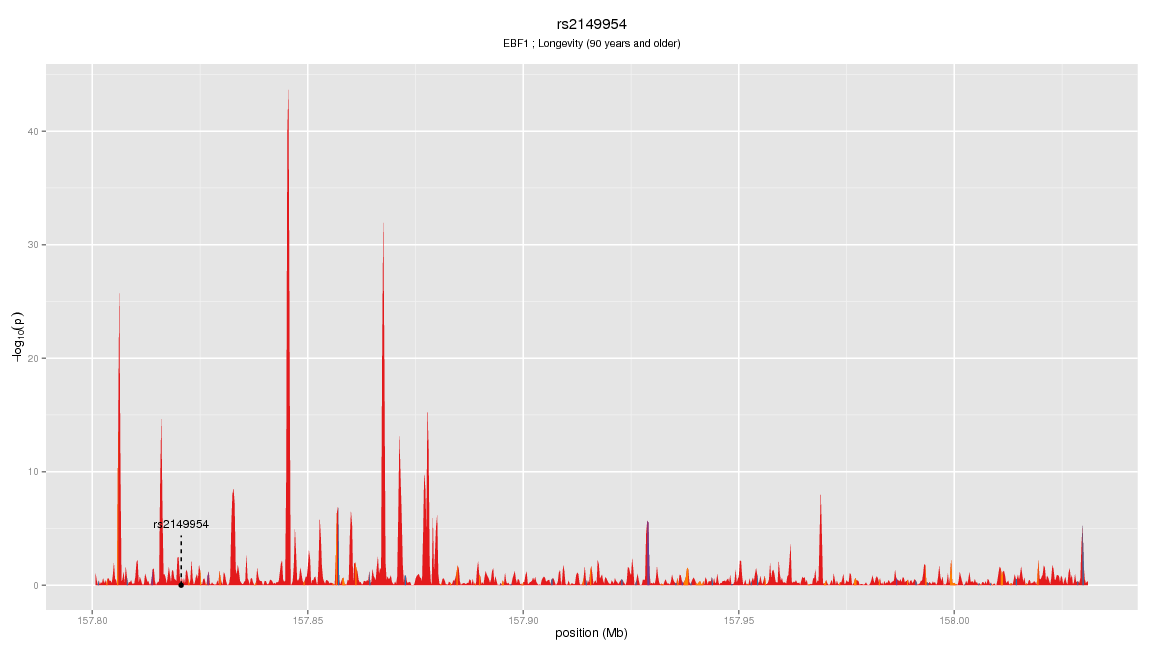 rs2149954
EBF1 ; Longevity (90 years and older)
−log10(p)
40
30
20
10
0
rs2149954
157.80
157.85
157.90
157.95
158.00
position (Mb)